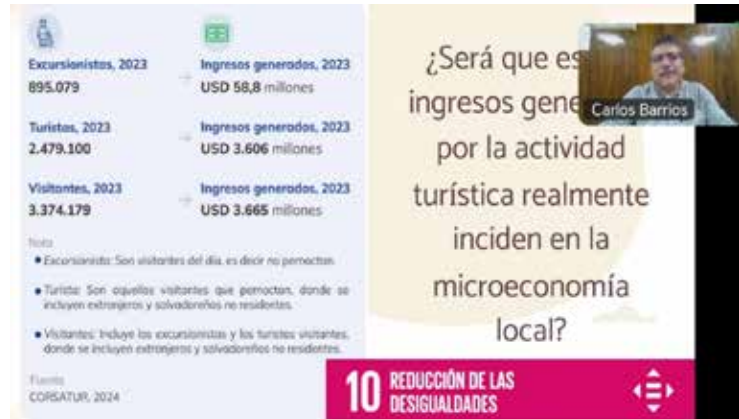 Excursionistas, 2023
895.079
Ingresos generados, 2023
USD 58,8 millones
Turistas, 2023
2.479.100
Ingresos generados, 2023
USD 3.606 millones
Visitantes, 2023
3.374.179
Ingresos generados, 2023
USD 3.665 millones
Nota
• Excursionista: Son visitantes del día, es decir no pernoctan.
• Turista: Son aquellos visitantes que pernoctan, donde se
incluyen extranjeros y salvadoreños no residentes.
• Visitantes: Incluye los excursionistas y los turistas visitantes,
donde se incluyen extranjeros y salvadoreños no residentes.
Fuente
CORSATUR, 2024
¿Será que es
ingresos gene
por la actividad
turística realmente
inciden en la
microeconomía
local?
Carlos Barrios
10 REDUCCIÓN DE LAS
DESIGUALDADES